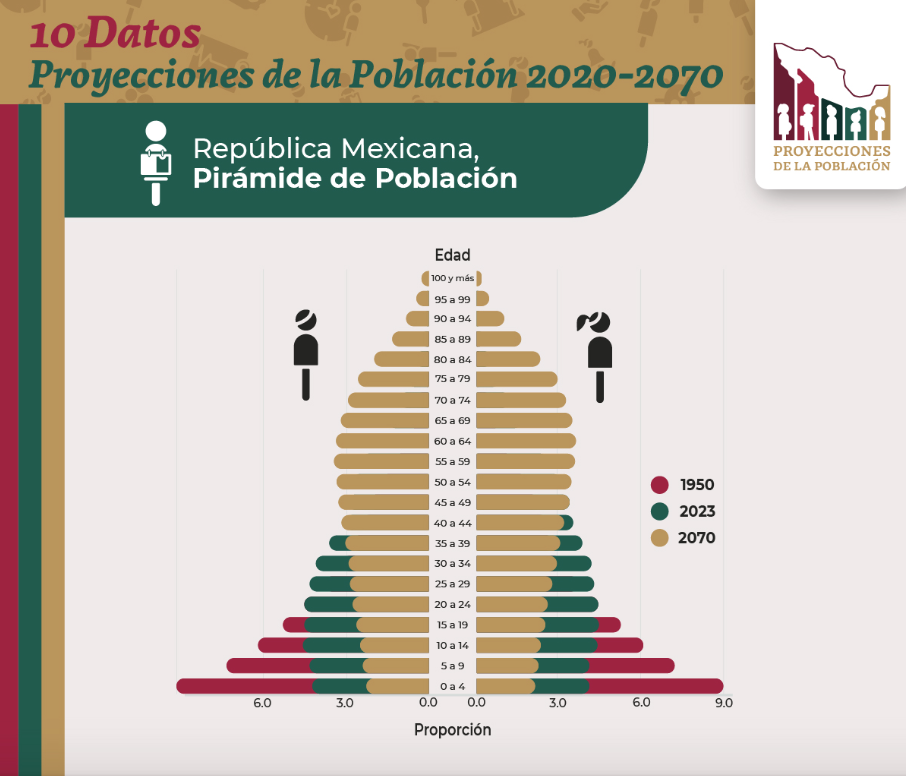 10 Datos
Proyecciones de la Población 2020-2070
PROYECCIONES
DE LA POBLACIÓN
República Mexicana,
Pirámide de Población
Edad
100 y más
95 a 99
90 a 94
85 a 89
80 a 84
75 a 79
70 a 74
65 a 69
60 a 64
55 a 59
50 a 54
45 a 49
40 a 44
35 a 39
30 a 34
25 a 29
20 a 24
15 a 19
10 a 14
5 a 9
0 a 4
1950
2023
2070
6.0 3.0 0.0 0.0 3.0 6.0 9.0
Proporción